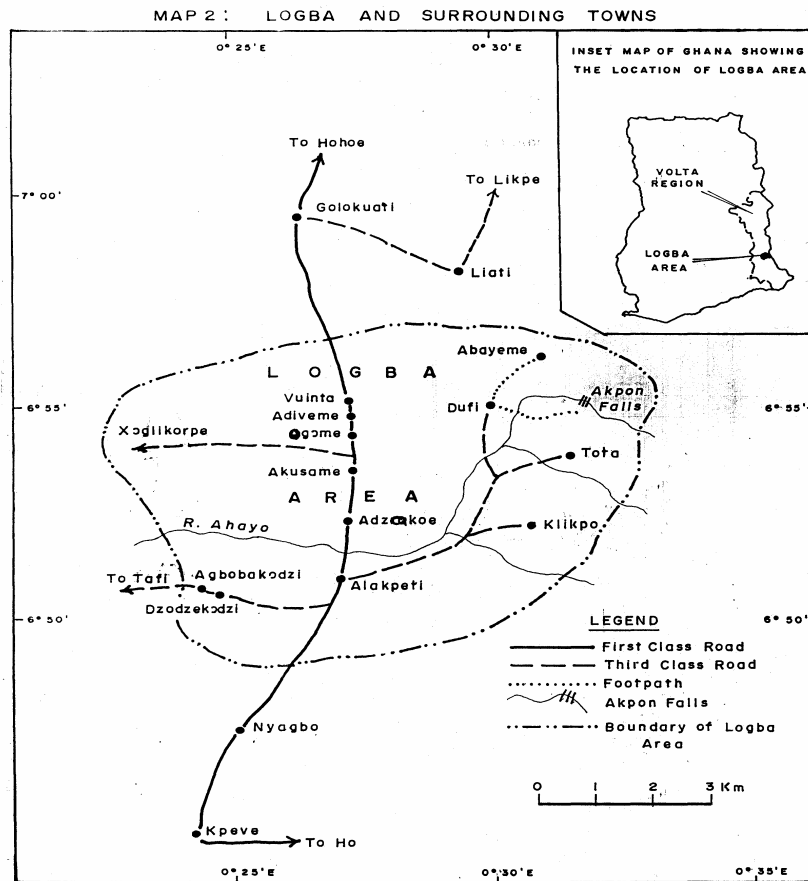 MAP 2 : LOGBA AND SURROUNDING TOWNS
0° 25' E
0° 30' E
INSET MAP OF GHANA SHOWING
THE LOCATION OF LOGBA AREA
VOLTA
REGION
LOGBA
AREA
To Hohoe
To Likpe
7° 00'
Golokuati
Liati
Abayeme
L O G B A
Vuinta
6° 55'
Adiveme
Dufi
Akpon
Falls
6° 55'
Xoglikorpe
Tota
Akusame
A R E A
Klikpo
R. Ahayo
To Tafi
Agbobakɔdzi
Alakpeti
Dzodzekɔdzi
6° 50'
6° 50'
LEGEND
First Class Road
Third Class Road
Footpath
Akpon Falls
Boundary of Logba
Area
Nyagbo
0 1 2 3 Km
Kpeve
To Ho
0° 25' E
0° 30' E
0° 35' E